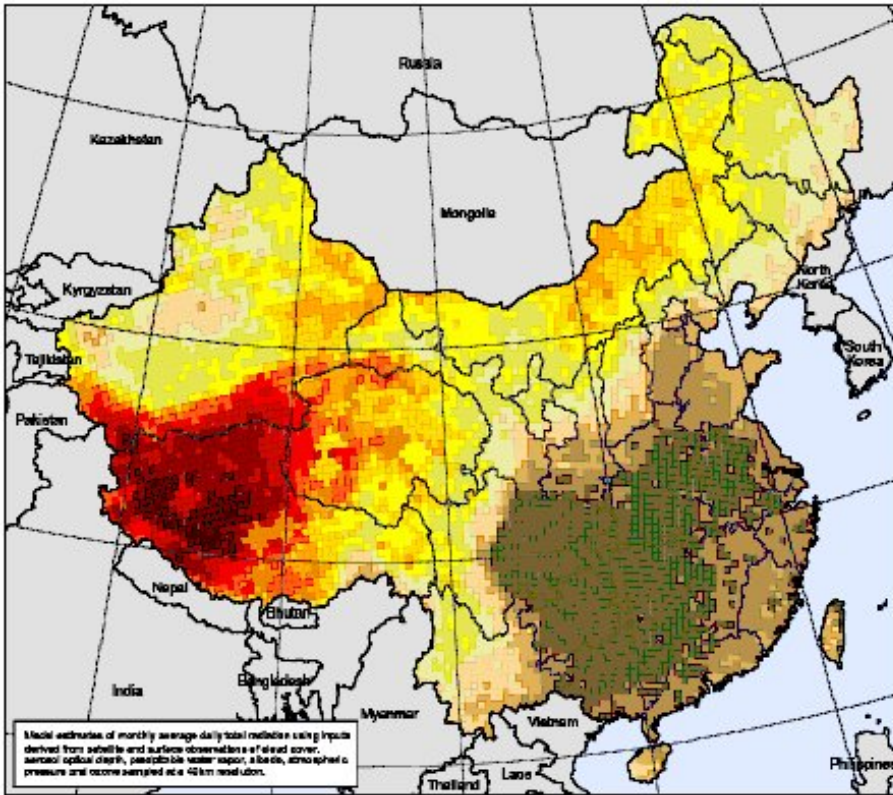 Russia
Kazakhstan
Mongolia
Kyrgyzstan
North
Korea
South
Korea
Tajikistan
Pakistan
Nepal
Bhutan
Bangladesh
India
Myanmar
Vietnam
Laos
Thailand
Philippines
Model estimates of monthly average daily total radiation using inputs
derived from satellite and surface observations of cloud cover,
aerosol optical depth, precipitable water vapor, albedo, atmospheric
pressure and ozone sampled at a 40km resolution.